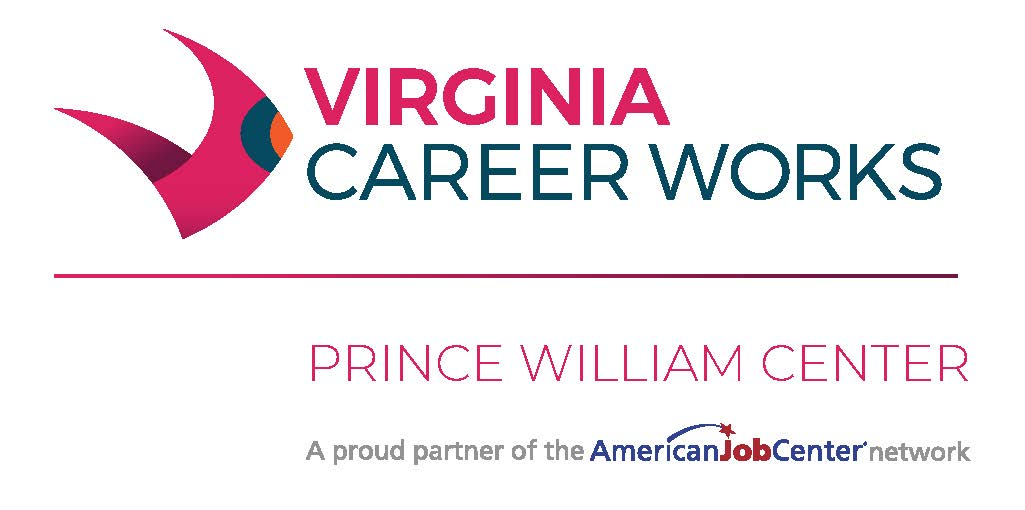 VIRGINIA
CAREER WORKS
PRINCE WILLIAM CENTER
A proud partner of the AmericanJobCenter network